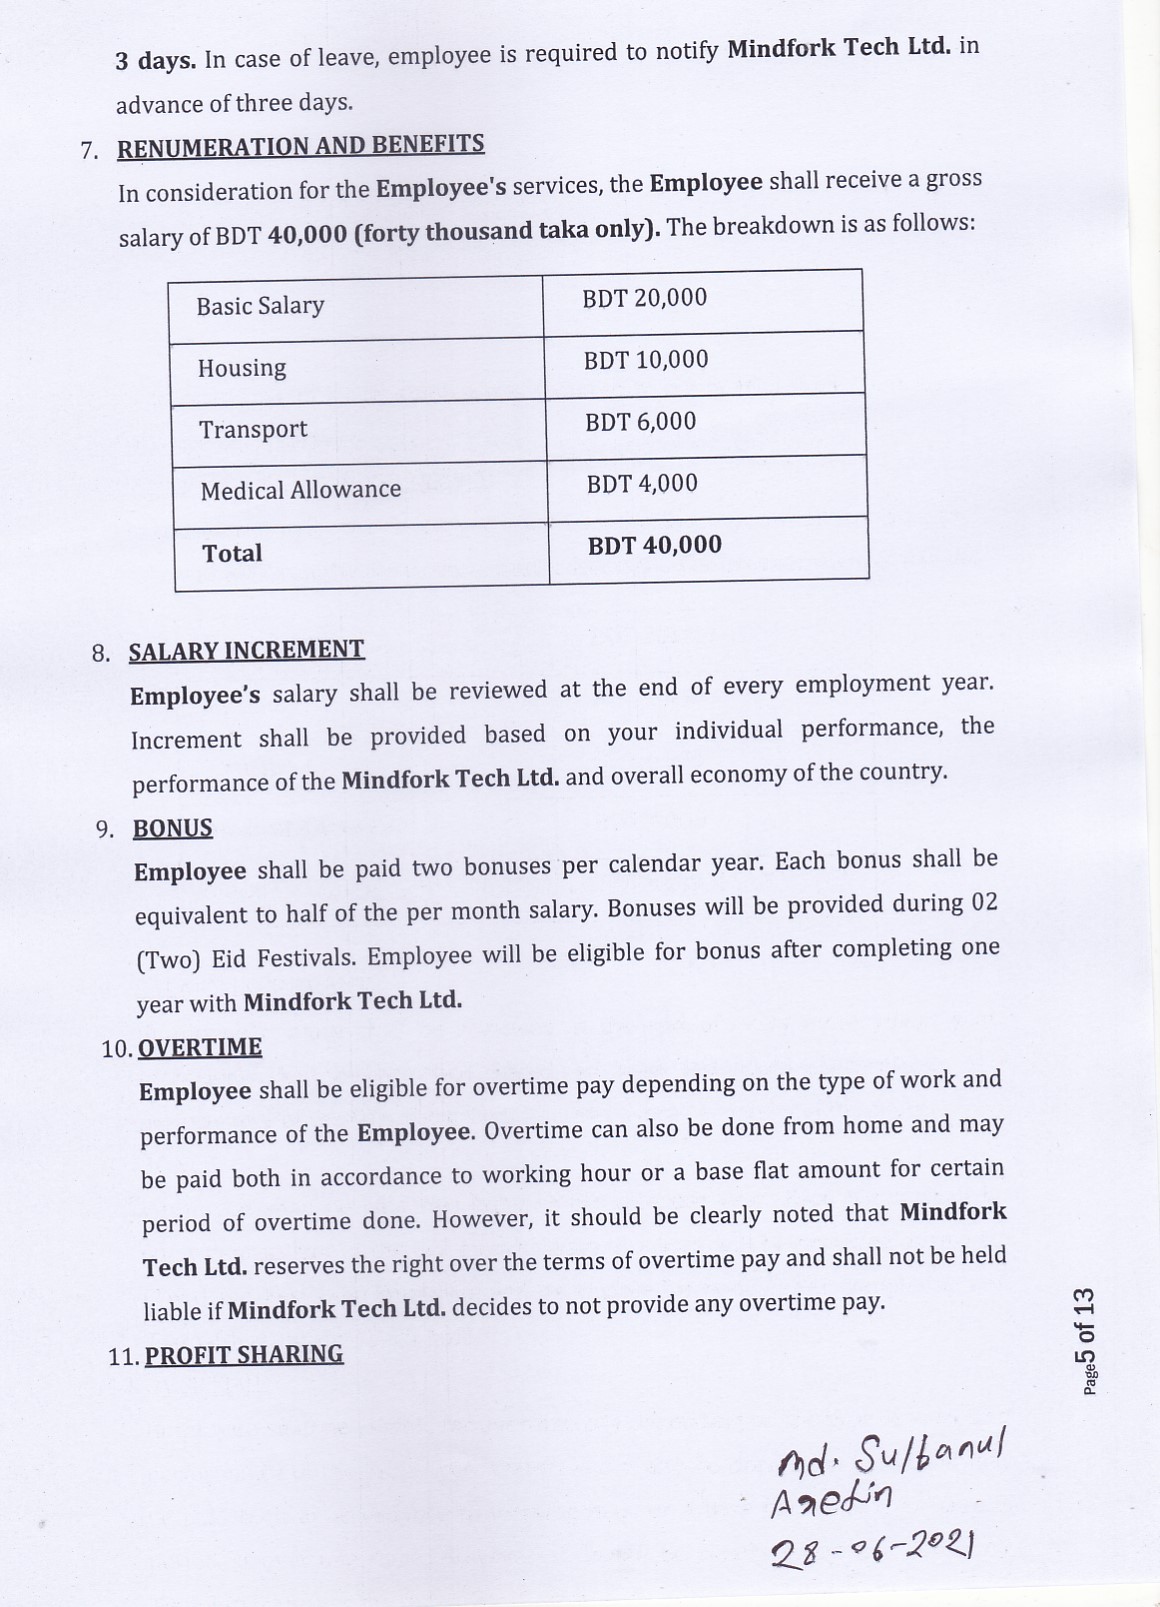 3 days. In case of leave, employee is required to notify Mindfork Tech Ltd. in
advance of three days.
7. RENUMERATION AND BENEFITS
In consideration for the Employee's services, the Employee shall receive a gross
salary of BDT 40,000 (forty thousand taka only). The breakdown is as follows:
Basic Salary BDT 20,000
Housing BDT 10,000
Transport BDT 6,000
Medical Allowance BDT 4,000
Total BDT 40,000
8. SALARY INCREMENT
Employee's salary shall be reviewed at the end of every employment year.
Increment shall be provided based on your individual performance, the
performance of the Mindfork Tech Ltd. and overall economy of the country.
9. BONUS
Employee shall be paid two bonuses per calendar year. Each bonus shall be
equivalent to half of the per month salary. Bonuses will be provided during 02
(Two) Eid Festivals. Employee will be eligible for bonus after completing one
year with Mindfork Tech Ltd.
10. OVERTIME
Employee shall be eligible for overtime pay depending on the type of work and
performance of the Employee. Overtime can also be done from home and may
be paid both in accordance to working hour or a base flat amount for certain
period of overtime done. However, it should be clearly noted that Mindfork
Tech Ltd. reserves the right over the terms of overtime pay and shall not be held
liable if Mindfork Tech Ltd. decides to not provide any overtime pay.
11. PROFIT SHARING
Page 5 of 13
Md.
28-06-2021